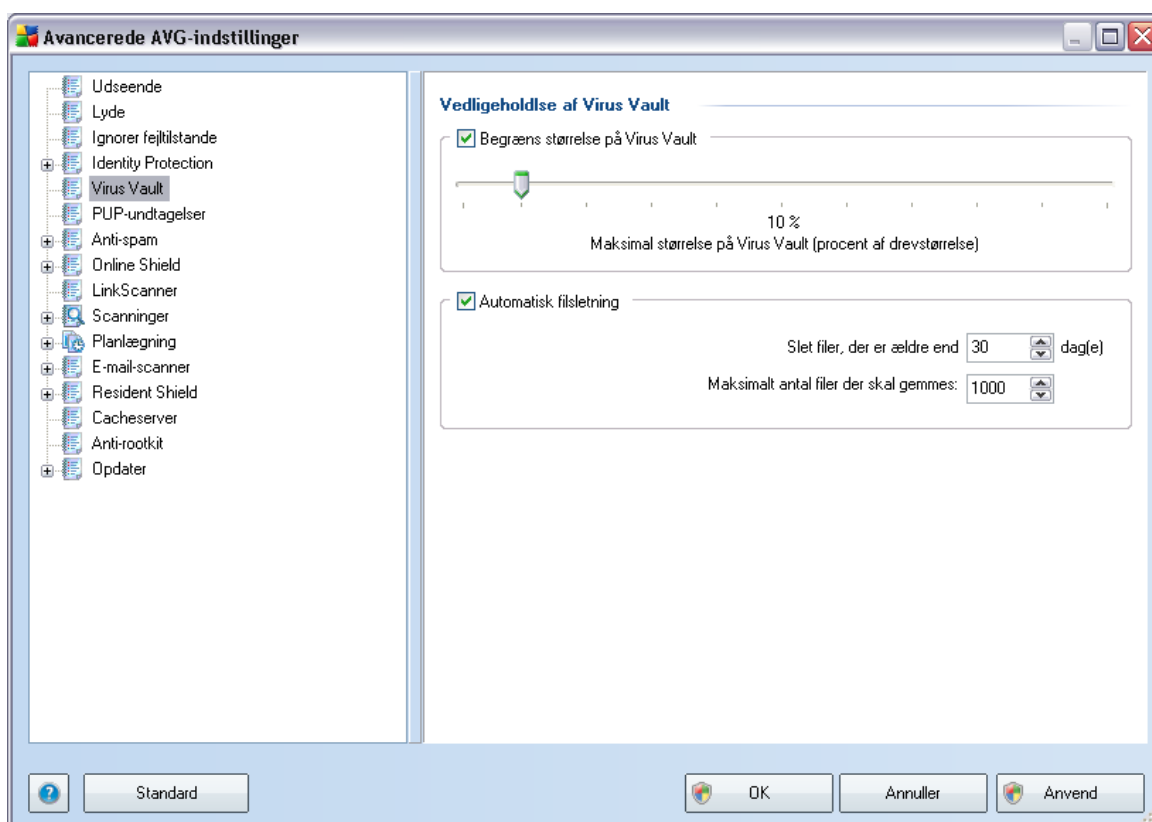 Avancerede AVG-indstillinger
Udseende
Lyde
Ignorer fejltilstande
Identity Protection
Virus Vault
PUP-undtagelser
Anti-spam
Online Shield
LinkScanner
Scanninger
Planlægning
E-mail-scanner
Resident Shield
Cacheserver
Anti-rootkit
Opdater
Vedligeholdlse af Virus Vault
Begræns størrelse på Virus Vault
10 %
Maksimal størrelse på Virus Vault (procent af drevstørrelse)
Automatisk filsletning
Slet filer, der er ældre end 30 dag(e)
Maksimalt antal filer der skal gemmes: 1000
Standard
OK
Annuller
Anvend